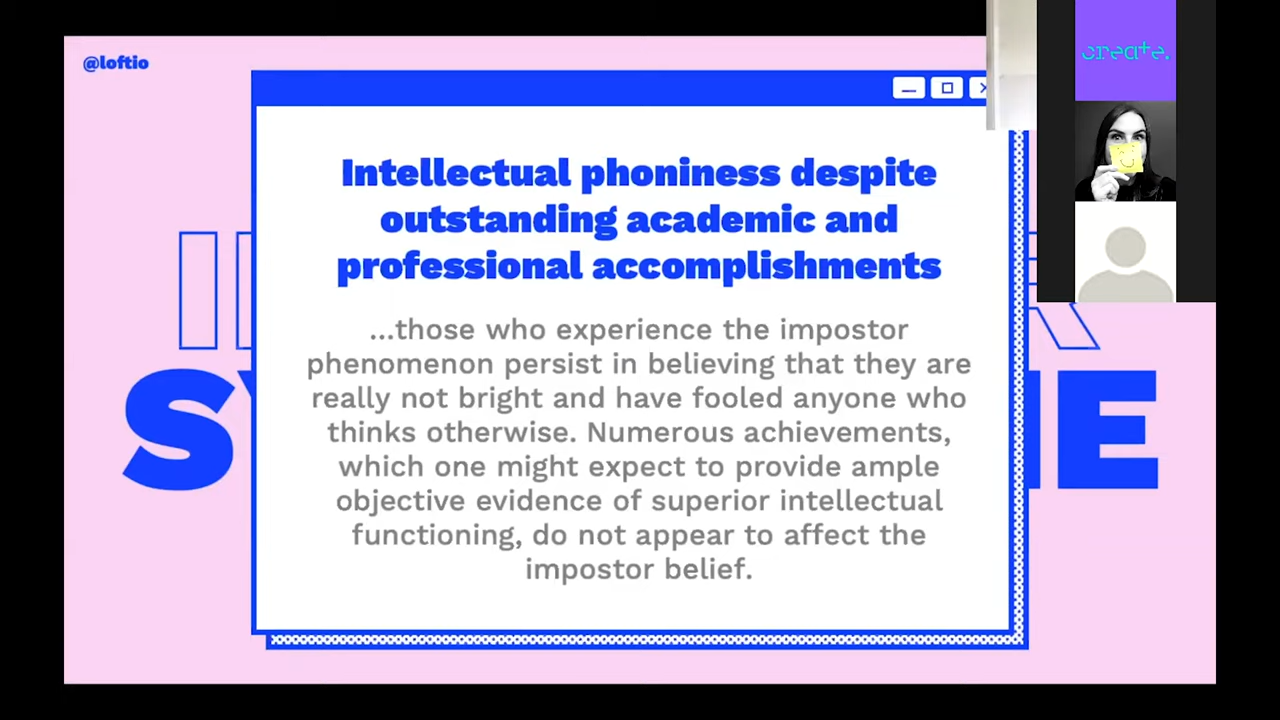 @loftio
create.
Intellectual phoniness despite
outstanding academic and
professional accomplishments
...those who experience the impostor
phenomenon persist in believing that they are
really not bright and have fooled anyone who
thinks otherwise. Numerous achievements,
which one might expect to provide ample
objective evidence of superior intellectual
functioning, do not appear to affect the
impostor belief.